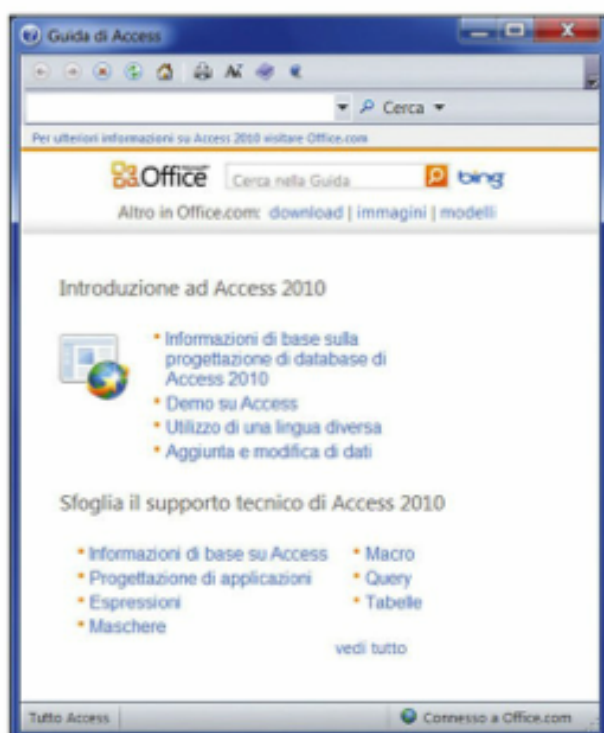 Guida di Access
Cerca
Per ulteriori informazioni su Access 2010 visitare Office.com
Microsoft
Office Cerca nella Guida bing
Altro in Office.com: download | immagini | modelli
Introduzione ad Access 2010
Informazioni di base sulla
progettazione di database di
Access 2010
Demo su Access
Utilizzo di una lingua diversa
Aggiunta e modifica di dati
Sfoglia il supporto tecnico di Access 2010
Informazioni di base su Access
Progettazione di applicazioni
Espressioni
Maschere
Macro
Query
Tabelle
vedi tutto
Tutto Access Connesso a Office.com